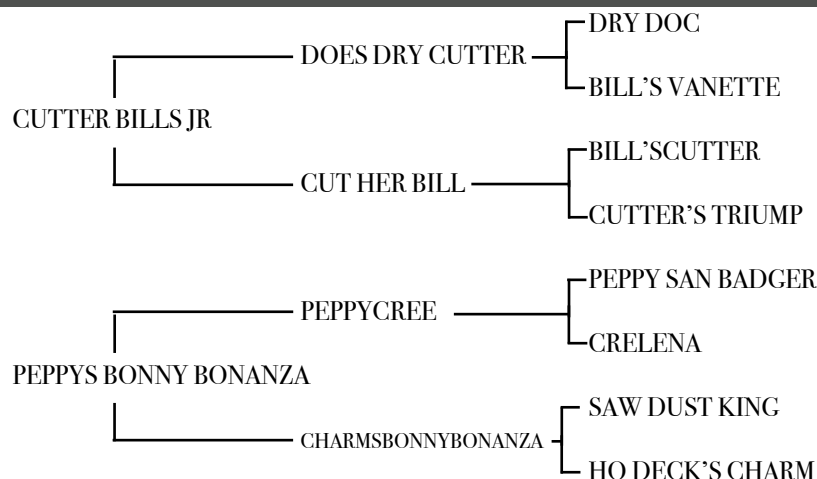 DRY DOC
DOES DRY CUTTER
BILL'S VANETTE
CUTTER BILLS JR
BILL'SCUTTER
CUT HER BILL
CUTTER'S TRIUMP
PEPPY SAN BADGER
PEPPYCREE
CRELENA
PEPPYS BONNY BONANZA
SAW DUST KING
CHARMSBONNYBONANZA
HO DECK'S CHARM